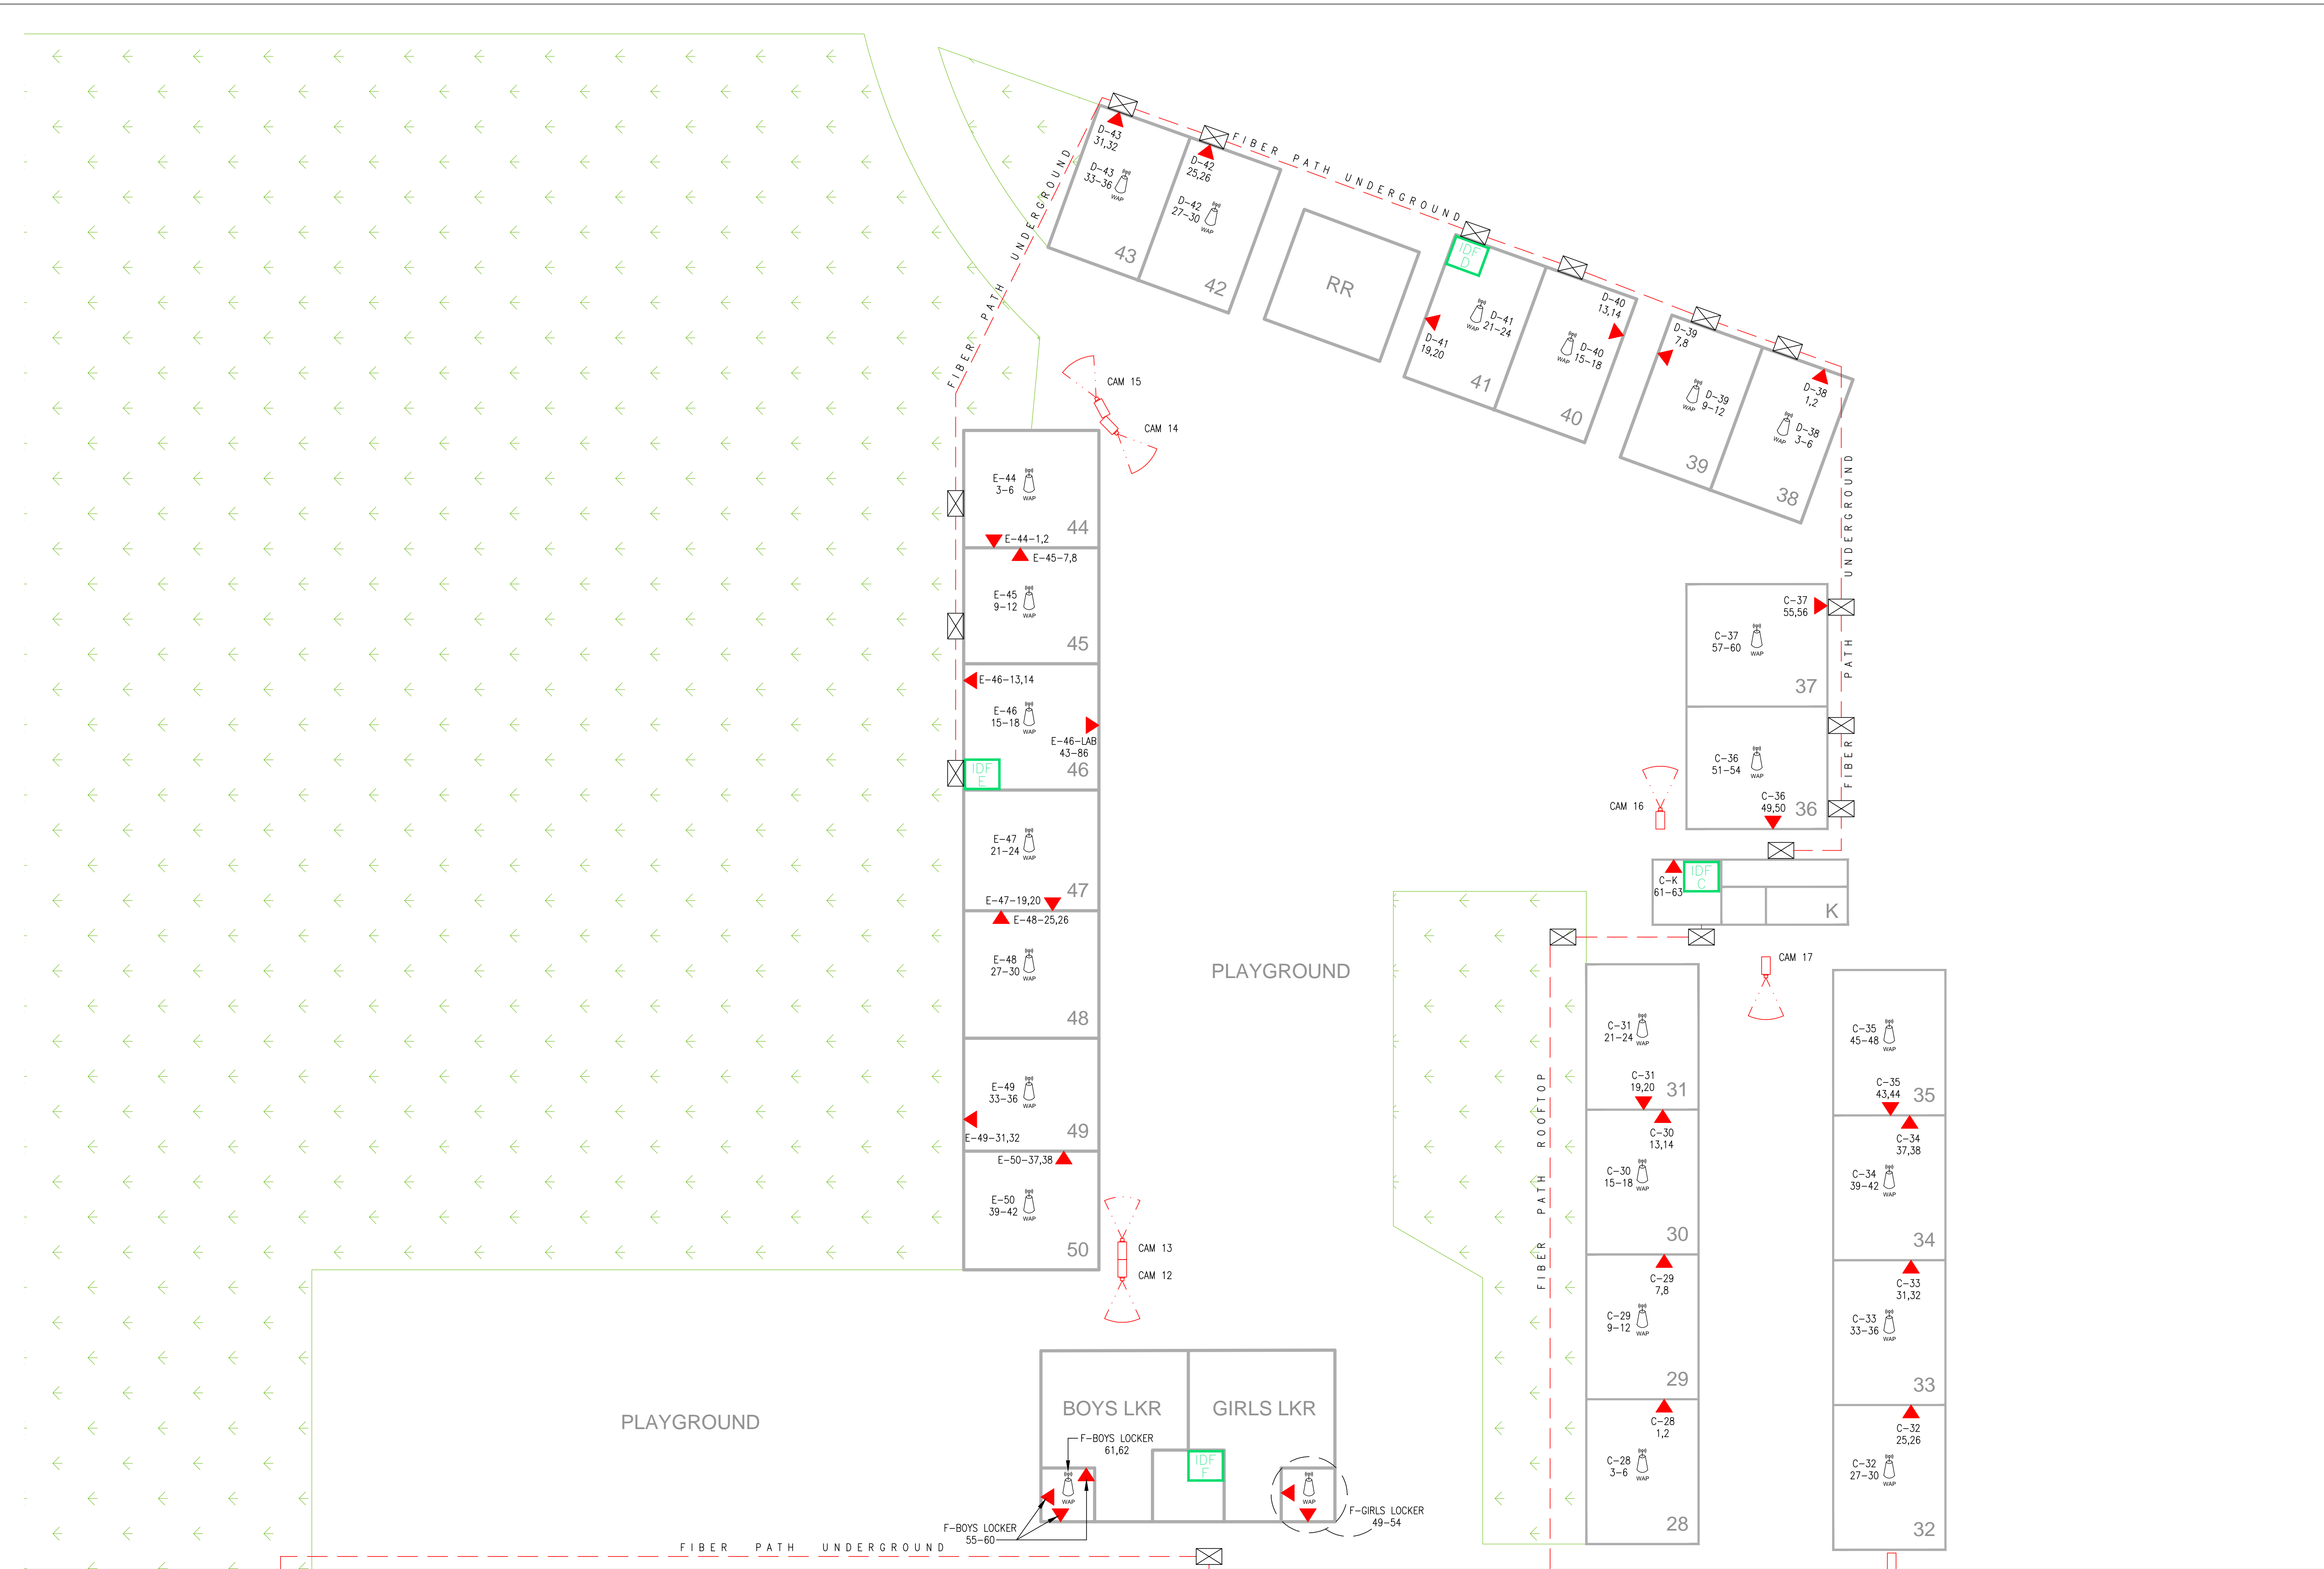 D-43
31,32
D-43
33-36
WAP
43
D-42
25,26
D-42
27-30
WAP
42
FIBER PATH UNDERGROUND
FIBER PATH UNDERGROUND
RR
IDF
D
D-41
21-24
WAP
D-41
19,20
41
D-40
13,14
D-40
15-18
WAP
40
D-39
7,8
D-39
9-12
WAP
39
D-38
1,2
D-38
3-6
WAP
38
FIBER PATH UNDERGROUND
CAM 15
CAM 14
E-44
3-6
WAP
44
E-44-1,2
E-45-7,8
E-45
9-12
WAP
45
E-46-13,14
E-46
15-18
WAP
E-46-LAB
43-86
46
IDF
E
E-47
21-24
WAP
47
E-47-19,20
E-48-25,26
E-48
27-30
WAP
48
E-49
33-36
WAP
49
E-49-31,32
E-50-37,38
E-50
39-42
WAP
50
C-37
55,56
C-37
57-60
WAP
37
C-36
51-54
WAP
C-36
49,50
36
CAM 16
C-K
61-63
IDF
C
K
CAM 17
PLAYGROUND
FIBER PATH ROOFTOP
C-31
21-24
WAP
C-31
19,20
31
C-30
13,14
C-30
15-18
WAP
30
C-29
7,8
C-29
9-12
WAP
29
C-28
1,2
C-28
3-6
WAP
28
C-35
45-48
WAP
C-35
43,44
35
C-34
37,38
C-34
39-42
WAP
34
C-33
31,32
C-33
33-36
WAP
33
C-32
25,26
C-32
27-30
WAP
32
CAM 13
CAM 12
PLAYGROUND
BOYS LKR
GIRLS LKR
F-BOYS LOCKER
61,62
IDF
F
WAP
WAP
F-BOYS LOCKER
55-60
F-GIRLS LOCKER
49-54
FIBER PATH UNDERGROUND